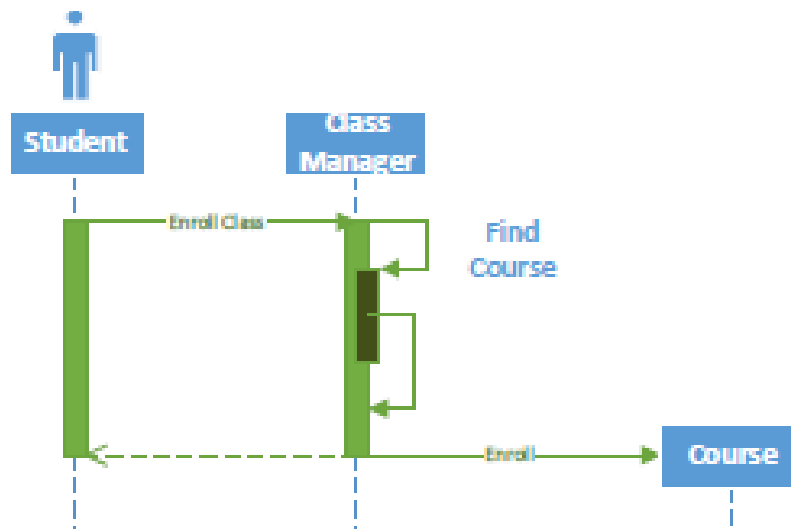 Student
Class
Manager
Enroll Class
Find
Course
Enroll
Course